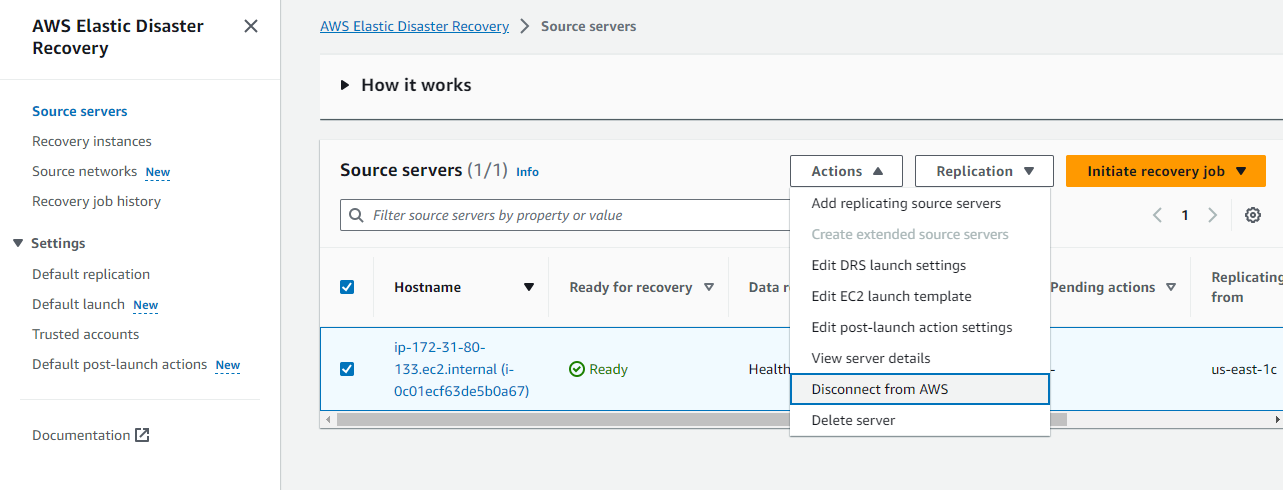 AWS Elastic Disaster
Recovery
Source servers
Recovery instances
Source networks New
Recovery job history
Settings
Default replication
Default launch New
Trusted accounts
Default post-launch actions New
Documentation
AWS Elastic Disaster Recovery > Source servers
How it works
Source servers (1/1) Info
Actions
Replication
Initiate recovery job
Filter source servers by property or value
1
Add replicating source servers
Create extended source servers
Edit DRS launch settings
Edit EC2 launch template
Edit post-launch action settings
View server details
Disconnect from AWS
Delete server
Hostname
Ready for recovery
Data r
Pending actions
Replicating
from
ip-172-31-80-
133.ec2.internal (i-
0c01ecf63de5b0a67)
Ready
Health
-
us-east-1c